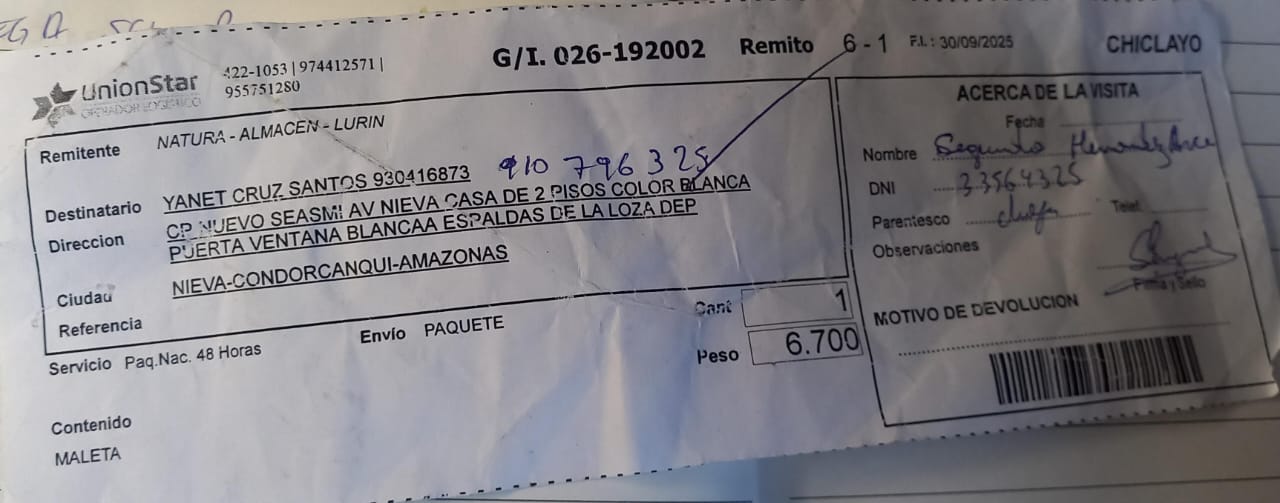 UnionStar
OPERADOR LOGISTICO
422-1053 | 974412571 |
955751280
G/I. 026-192002 Remito 6 - 1 F.I. : 30/09/2025 CHICLAYO
Remitente NATURA - ALMACEN - LURIN
Destinatario YANET CRUZ SANTOS 930416873 910 796 325
Direccion CP NUEVO SEASMI AV NIEVA CASA DE 2 PISOS COLOR BLANCA
PUERTA VENTANA BLANCAA ESPALDAS DE LA LOZA DEP
Ciudad NIEVA-CONDORCANQUI-AMAZONAS
Referencia
Servicio Paq.Nac. 48 Horas Envío PAQUETE
Cant 1
Peso 6.700
Contenido
MALETA
ACERCA DE LA VISITA
Fecha
Nombre Segundo Hernandez
DNI 33564325
Parentesco Telef.
Observaciones
Firma y Sello
MOTIVO DE DEVOLUCION